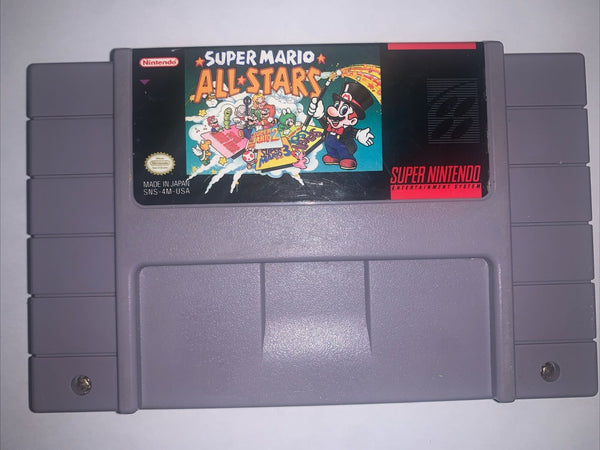 Nintendo
SUPER MARIO
ALL★STARS
MADE IN JAPAN
SNS-4M-USA
SUPER NINTENDO
ENTERTAINMENT SYSTEM